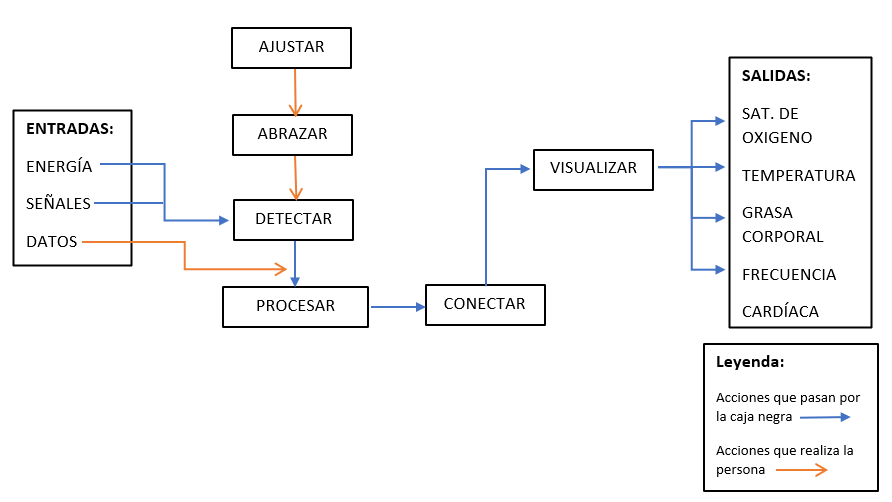 AJUSTAR
ABRAZAR
DETECTAR
PROCESAR
CONECTAR
VISUALIZAR
ENTRADAS:
ENERGÍA
SEÑALES
DATOS
SALIDAS:
SAT. DE
OXIGENO
TEMPERATURA
GRASA
CORPORAL
FRECUENCIA
CARDÍACA
Leyenda:
Acciones que pasan por
la caja negra
Acciones que realiza la
persona